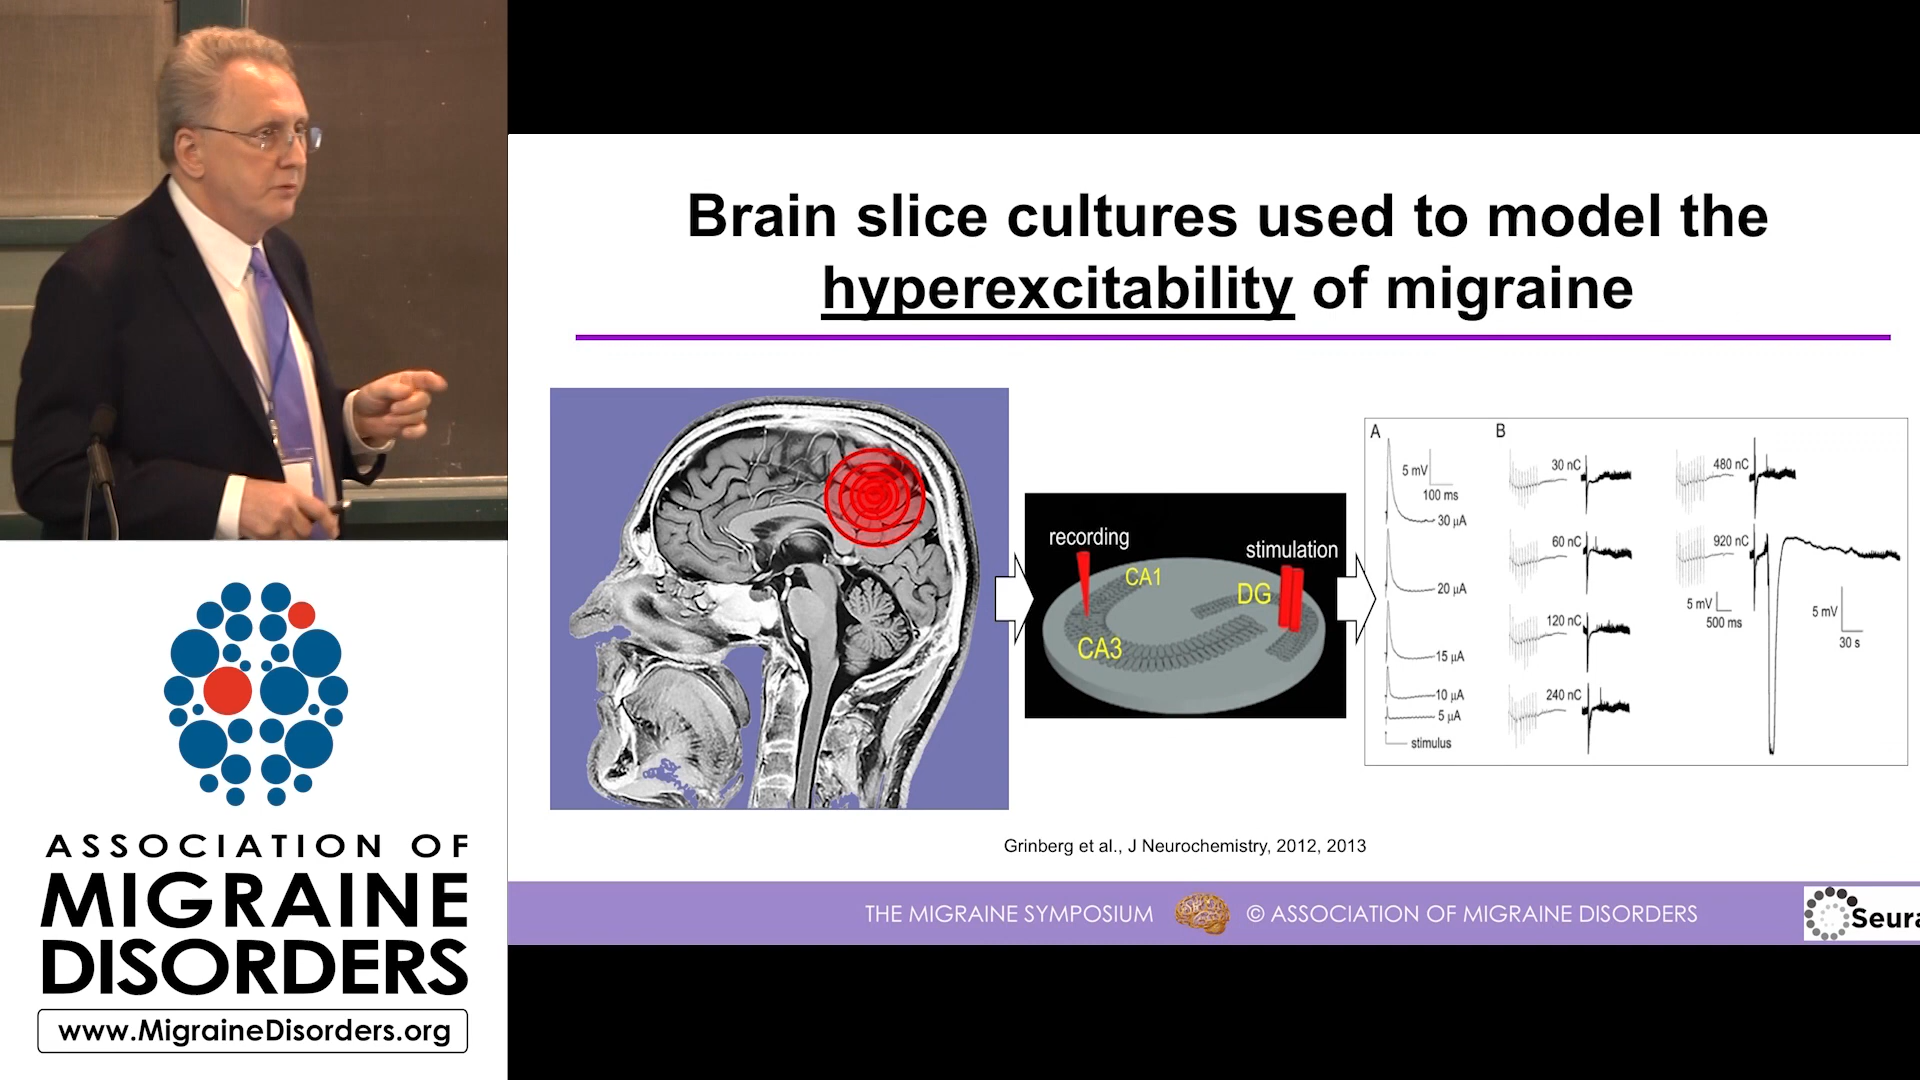 Brain slice cultures used to model the
hyperexcitability of migraine
recording
stimulation
CA1
DG
CA3
A
5 mV
100 ms
30 µA
20 µA
15 µA
10 µA
5 µA
stimulus
B
30 nC
60 nC
120 nC
240 nC
480 nC
920 nC
5 mV
500 ms
5 mV
30 s
Grinberg et al., J Neurochemistry, 2012, 2013
THE MIGRAINE SYMPOSIUM
© ASSOCIATION OF MIGRAINE DISORDERS
Seura
ASSOCIATION OF
MIGRAINE
DISORDERS
www.MigraineDisorders.org